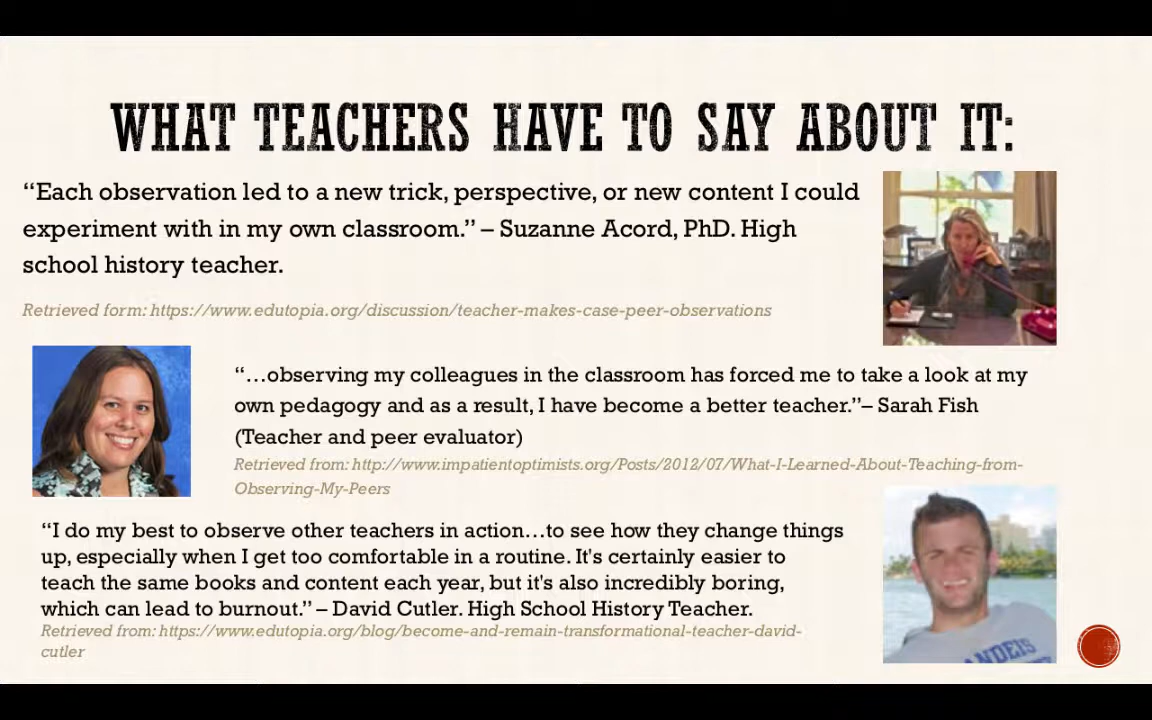 WHAT TEACHERS HAVE TO SAY ABOUT IT:
“Each observation led to a new trick, perspective, or new content I could
experiment with in my own classroom.” – Suzanne Acord, PhD. High
school history teacher.
Retrieved form: https://www.edutopia.org/discussion/teacher-makes-case-peer-observations
“…observing my colleagues in the classroom has forced me to take a look at my
own pedagogy and as a result, I have become a better teacher.”– Sarah Fish
(Teacher and peer evaluator)
Retrieved from: http://www.impatientoptimists.org/Posts/2012/07/What-I-Learned-About-Teaching-from-
Observing-My-Peers
“I do my best to observe other teachers in action…to see how they change things
up, especially when I get too comfortable in a routine. It's certainly easier to
teach the same books and content each year, but it's also incredibly boring,
which can lead to burnout.” – David Cutler. High School History Teacher.
Retrieved from: https://www.edutopia.org/blog/become-and-remain-transformational-teacher-david-
cutler